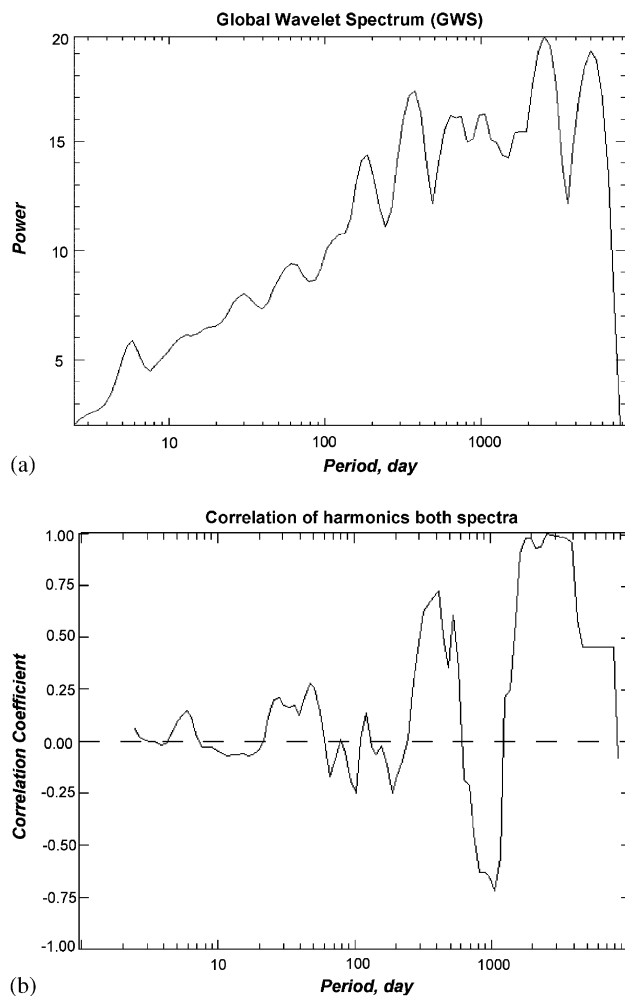 Global Wavelet Spectrum (GWS)
20
15
10
5
Power
10 100 1000
(a)
Period, day
Correlation of harmonics both spectra
1.00
0.75
0.50
0.25
0.00
-0.25
-0.50
-0.75
-1.00
Correlation Coefficient
10 100 1000
(b)
Period, day